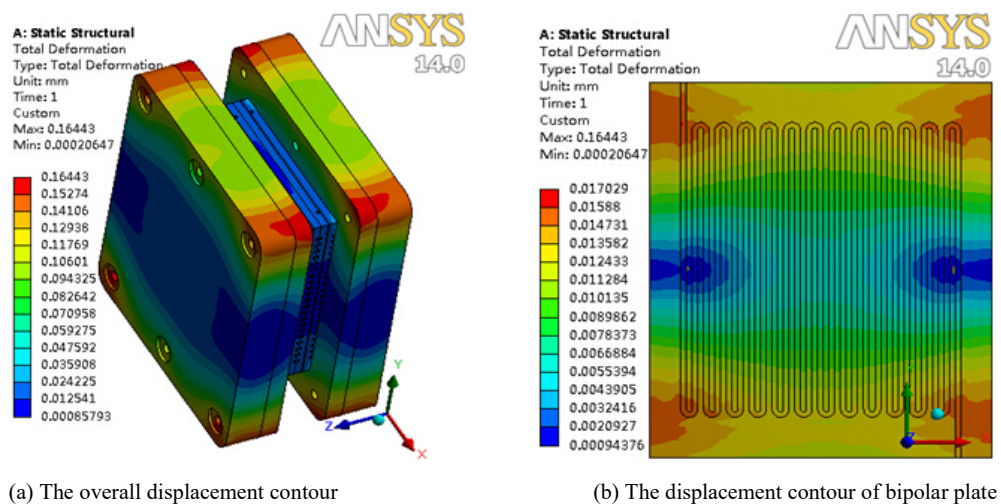 ANSYS
14.0
A: Static Structural
Total Deformation
Type: Total Deformation
Unit: mm
Time: 1
Custom
Max: 0.16443
Min: 0.00020647
0.16443
0.15274
0.14106
0.12938
0.11769
0.10601
0.094325
0.082642
0.070958
0.059275
0.047592
0.035908
0.024225
0.012541
0.00085793
Y
Z
X
(a) The overall displacement contour
ANSYS
14.0
A: Static Structural
Total Deformation
Type: Total Deformation
Unit: mm
Time: 1
Custom
Max: 0.16443
Min: 0.00020647
0.017029
0.01588
0.014731
0.013582
0.012433
0.011284
0.010135
0.0089862
0.0078373
0.0066884
0.0055394
0.0043905
0.0032416
0.0020927
0.00094376
Z
(b) The displacement contour of bipolar plate